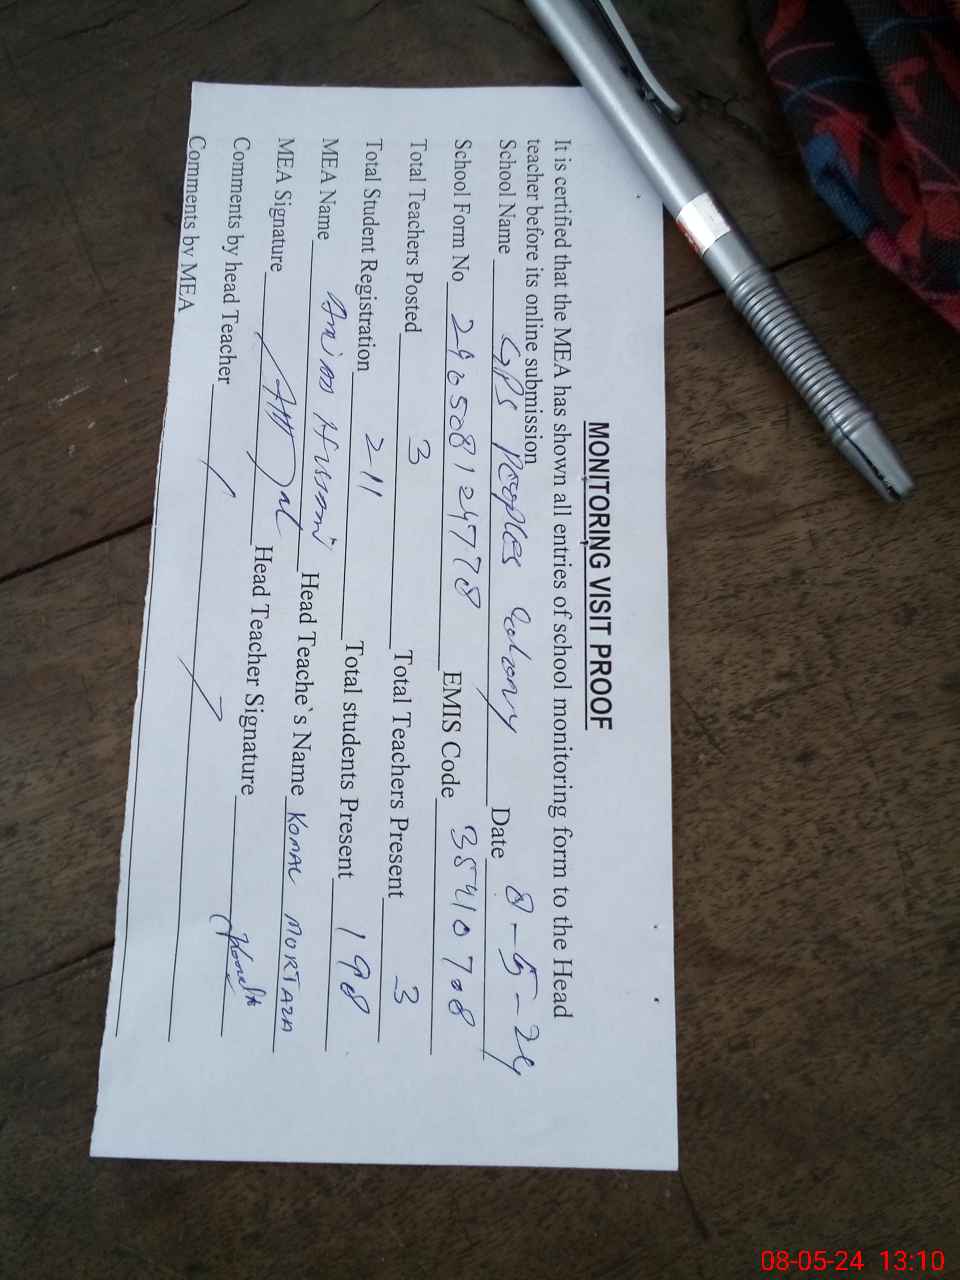 MONITORING VISIT PROOF
It is certified that the MEA has shown all entries of school monitoring form to the Head
teacher before its online submission
School Name GPS Peoples Colony Date 8-5-24
School Form No 2905081247778 EMIS Code 38410708
Total Teachers Posted 3 Total Teachers Present 3
Total Student Registration 211 Total students Present 198
MEA Name Head Teache`s Name KOMAL MORTAZA
MEA Signature Head Teacher Signature
Comments by head Teacher
Comments by MEA
08-05-24 13:10